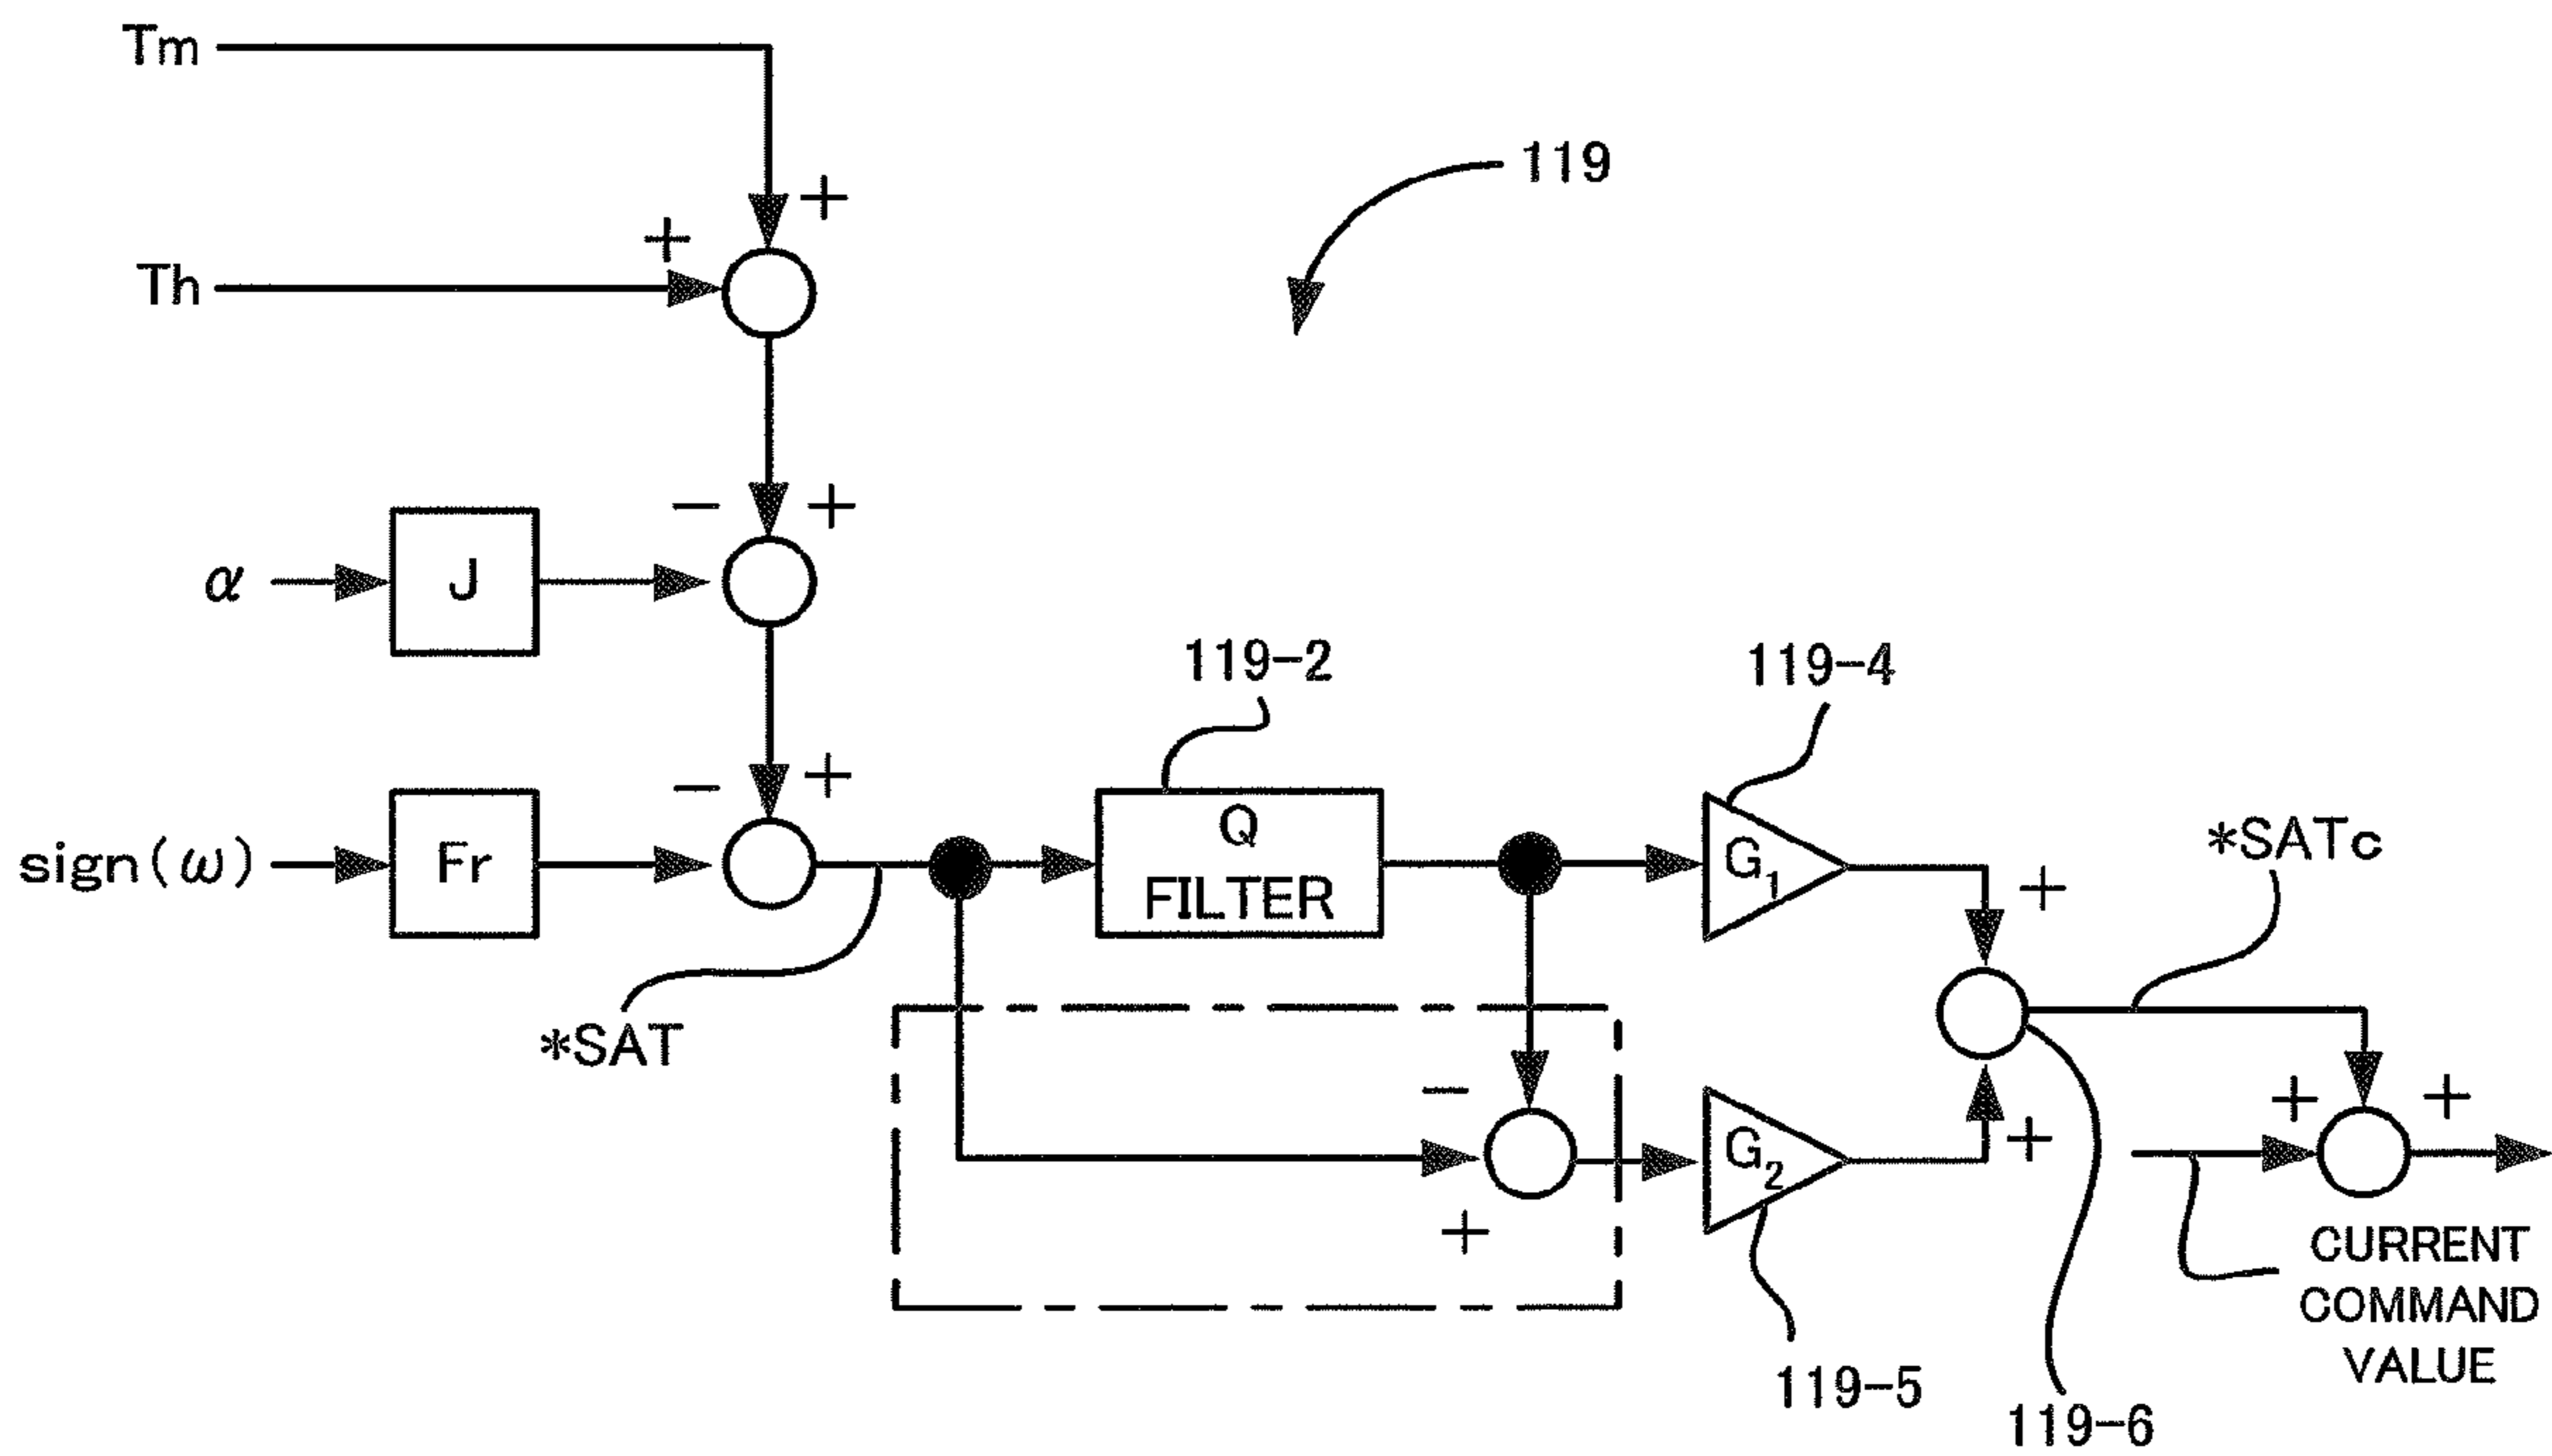 Tm
+
119
+
Th
− +
α J
119-2
119-4
− +
sign(ω) Fr
Q
FILTER
G1
*SATc
+
*SAT
−
+
+ +
G2
+
CURRENT
COMMAND
VALUE
119-5
119-6